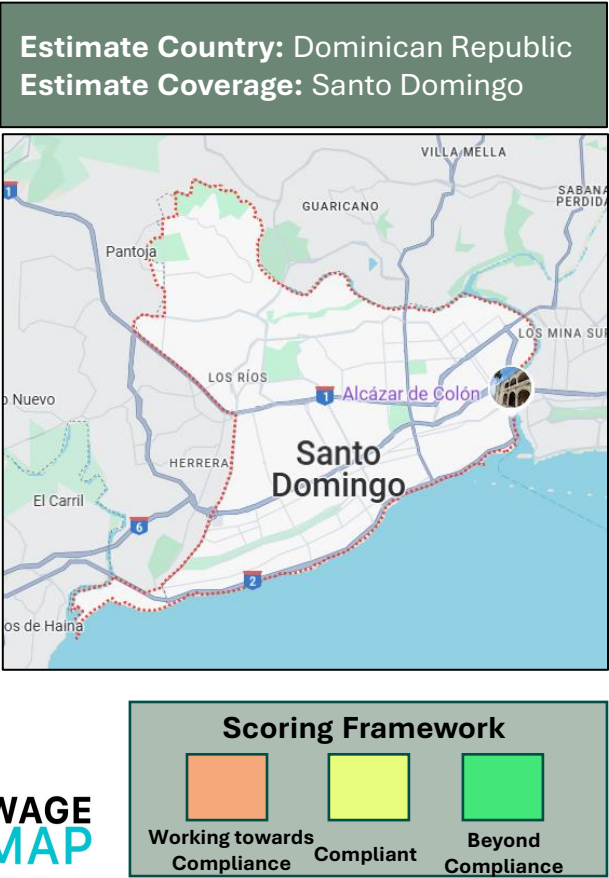 Estimate Country: Dominican Republic
Estimate Coverage: Santo Domingo
VILLA MELLA
1
SABANA
PERDIDA
GUARICANO
Pantoja
LOS MINA SUR
LOS RÍOS
1 Alcázar de Colón
o Nuevo
Santo
Domingo
HERRERA
El Carril
6
2
os de Haina
Scoring Framework
WAGE
MAP
Working towards
Compliance
Compliant
Beyond
Compliance